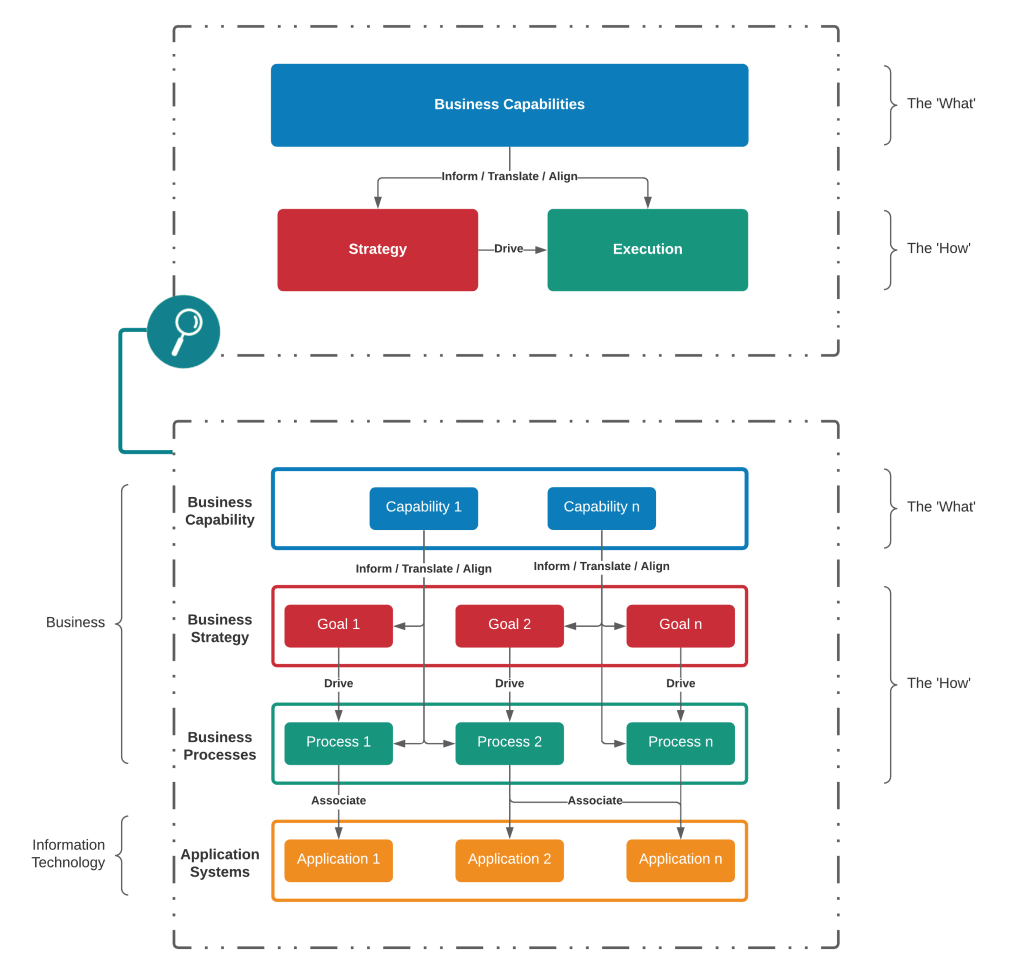 Business Capabilities
The 'What'
Inform / Translate / Align
Strategy
Drive
Execution
The 'How'
Business
Capability
Capability 1
Capability n
The 'What'
Inform / Translate / Align
Inform / Translate / Align
Business
Business
Strategy
Goal 1
Goal 2
Goal n
Drive
Drive
Drive
The 'How'
Business
Processes
Process 1
Process 2
Process n
Associate
Associate
Information
Technology
Application
Systems
Application 1
Application 2
Application n